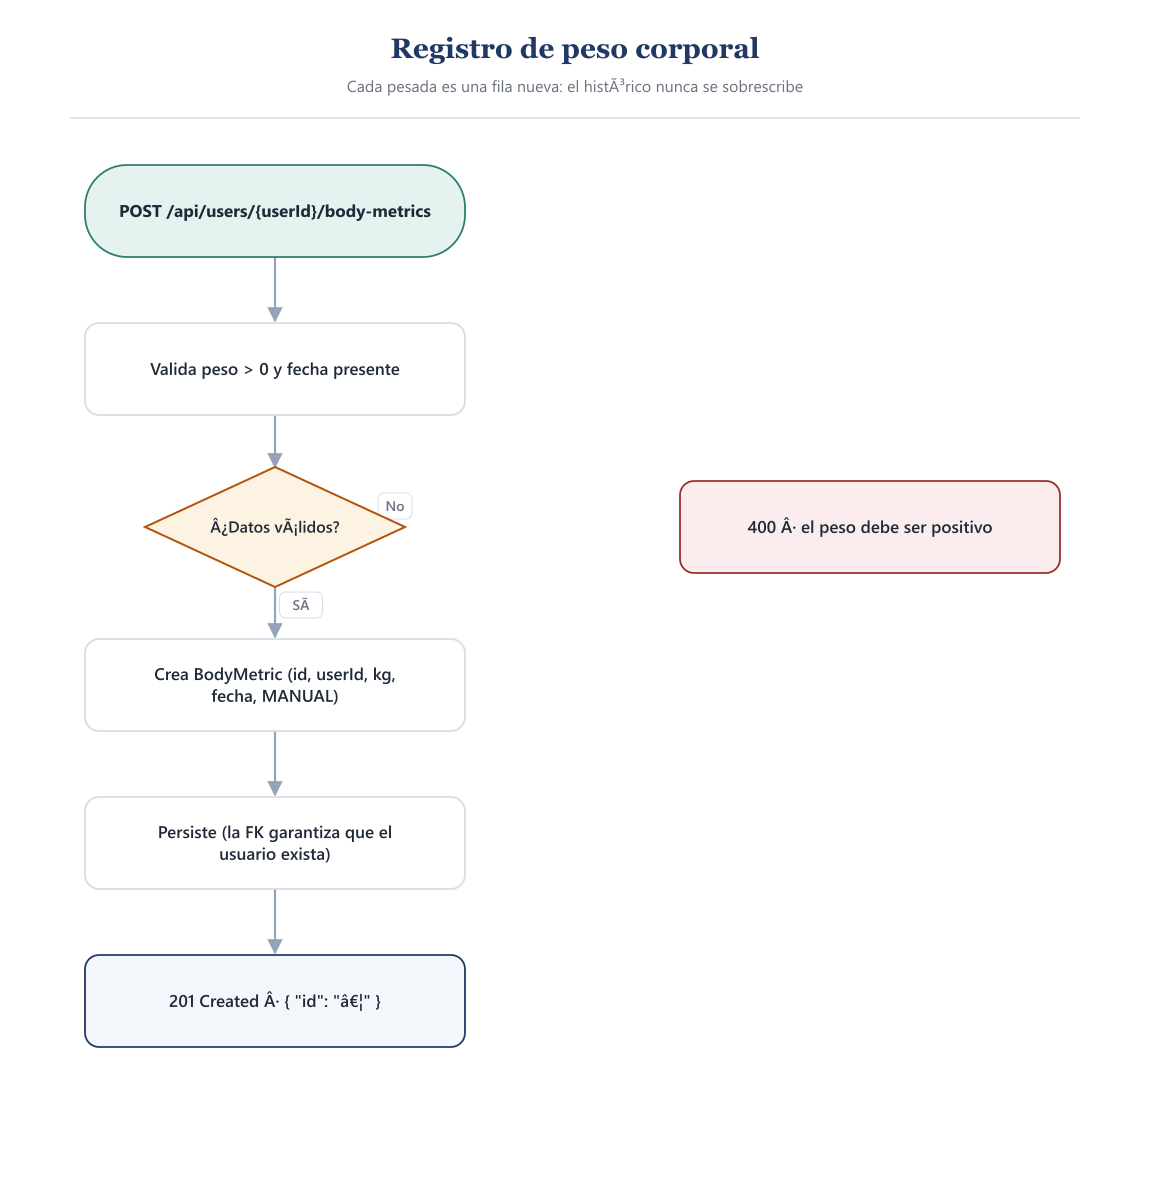 Registro de peso corporal
Cada pesada es una fila nueva: el histÃ³rico nunca se sobrescribe
POST /api/users/{userId}/body-metrics
Valida peso > 0 y fecha presente
Â¿Datos vÃ¡lidos?
No
400 Â· el peso debe ser positivo
SÃ
Crea BodyMetric (id, userId, kg,
fecha, MANUAL)
Persiste (la FK garantiza que el
usuario exista)
201 Created Â· { "id": "â€¦" }